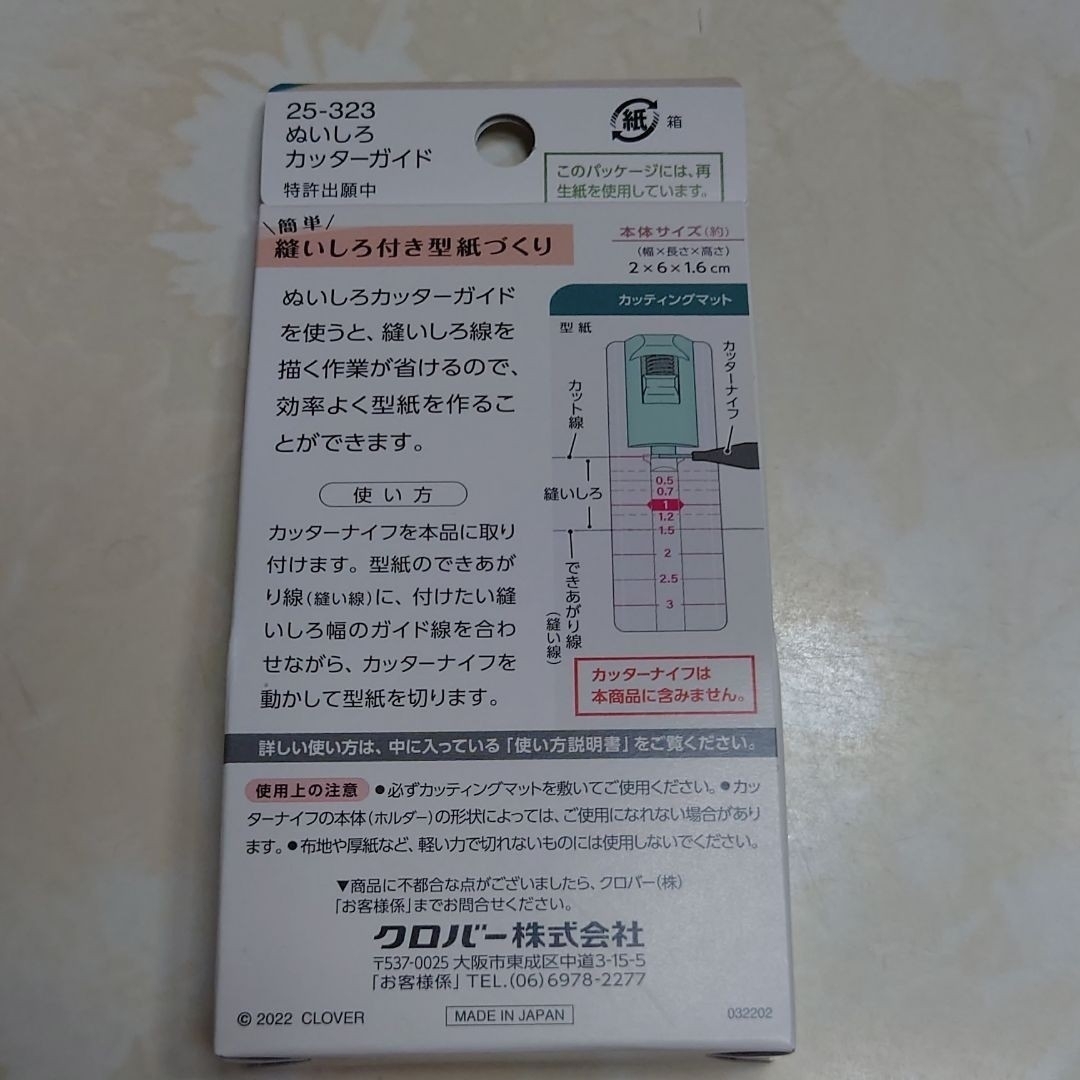 25-323
ぬいしろ
カッターガイド
特許出願中
紙
箱
このパッケージには、再
生紙を使用しています。
\簡単/
縫いしろ付き型紙づくり
本体サイズ(約)
(幅×長さ×高さ)
2×6×1.6cm
ぬいしろカッターガイド
を使うと、縫いしろ線を
描く作業が省けるので、
効率よく型紙を作るこ
とができます。
使い方
カッターナイフを本品に取り
付けます。型紙のできあが
り線(縫い線)に、付けたい縫
いしろ幅のガイド線を合わ
せながら、カッターナイフを
動かして型紙を切ります。
カッティングマット
型紙
カッターナイフ
カット線
縫いしろ
0.5
0.7
1
1.2
1.5
2
2.5
3
できあがり線
(縫い線)
カッターナイフは
本商品に含みません。
詳しい使い方は、中に入っている「使い方説明書」をご覧ください。
使用上の注意 ●必ずカッティングマットを敷いてご使用ください。●カッ
ターナイフの本体(ホルダー)の形状によっては、ご使用になれない場合があり
ます。●布地や厚紙など、軽い力で切れないものには使用しないでください。
▼商品に不都合な点がございましたら、クロバー(株)
「お客様係」までお問合せください。
クロバー株式会社
〒537-0025 大阪市東成区中道3-15-5
「お客様係」TEL.(06)6978-2277
© 2022 CLOVER
MADE IN JAPAN
032202